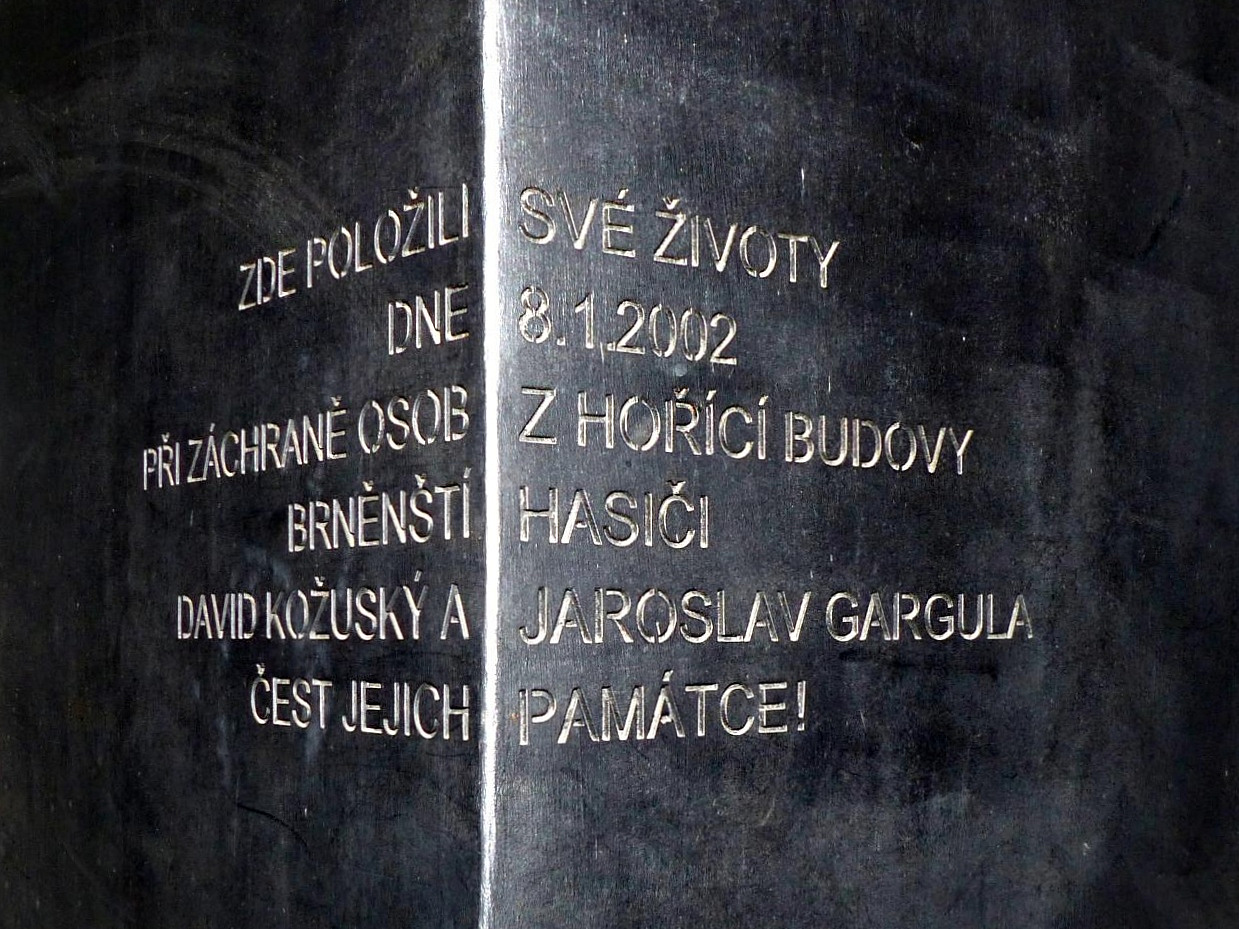 ZDE POLOŽILI SVÉ ŽIVOTY
DNE 8.1.2002
PŘI ZÁCHRANĚ OSOB Z HOŘÍCÍ BUDOVY
BRNĚNŠTÍ HASIČI
DAVID KOŽUSKÝ A JAROSLAV GARGULA
ČEST JEJICH PAMÁTCE!